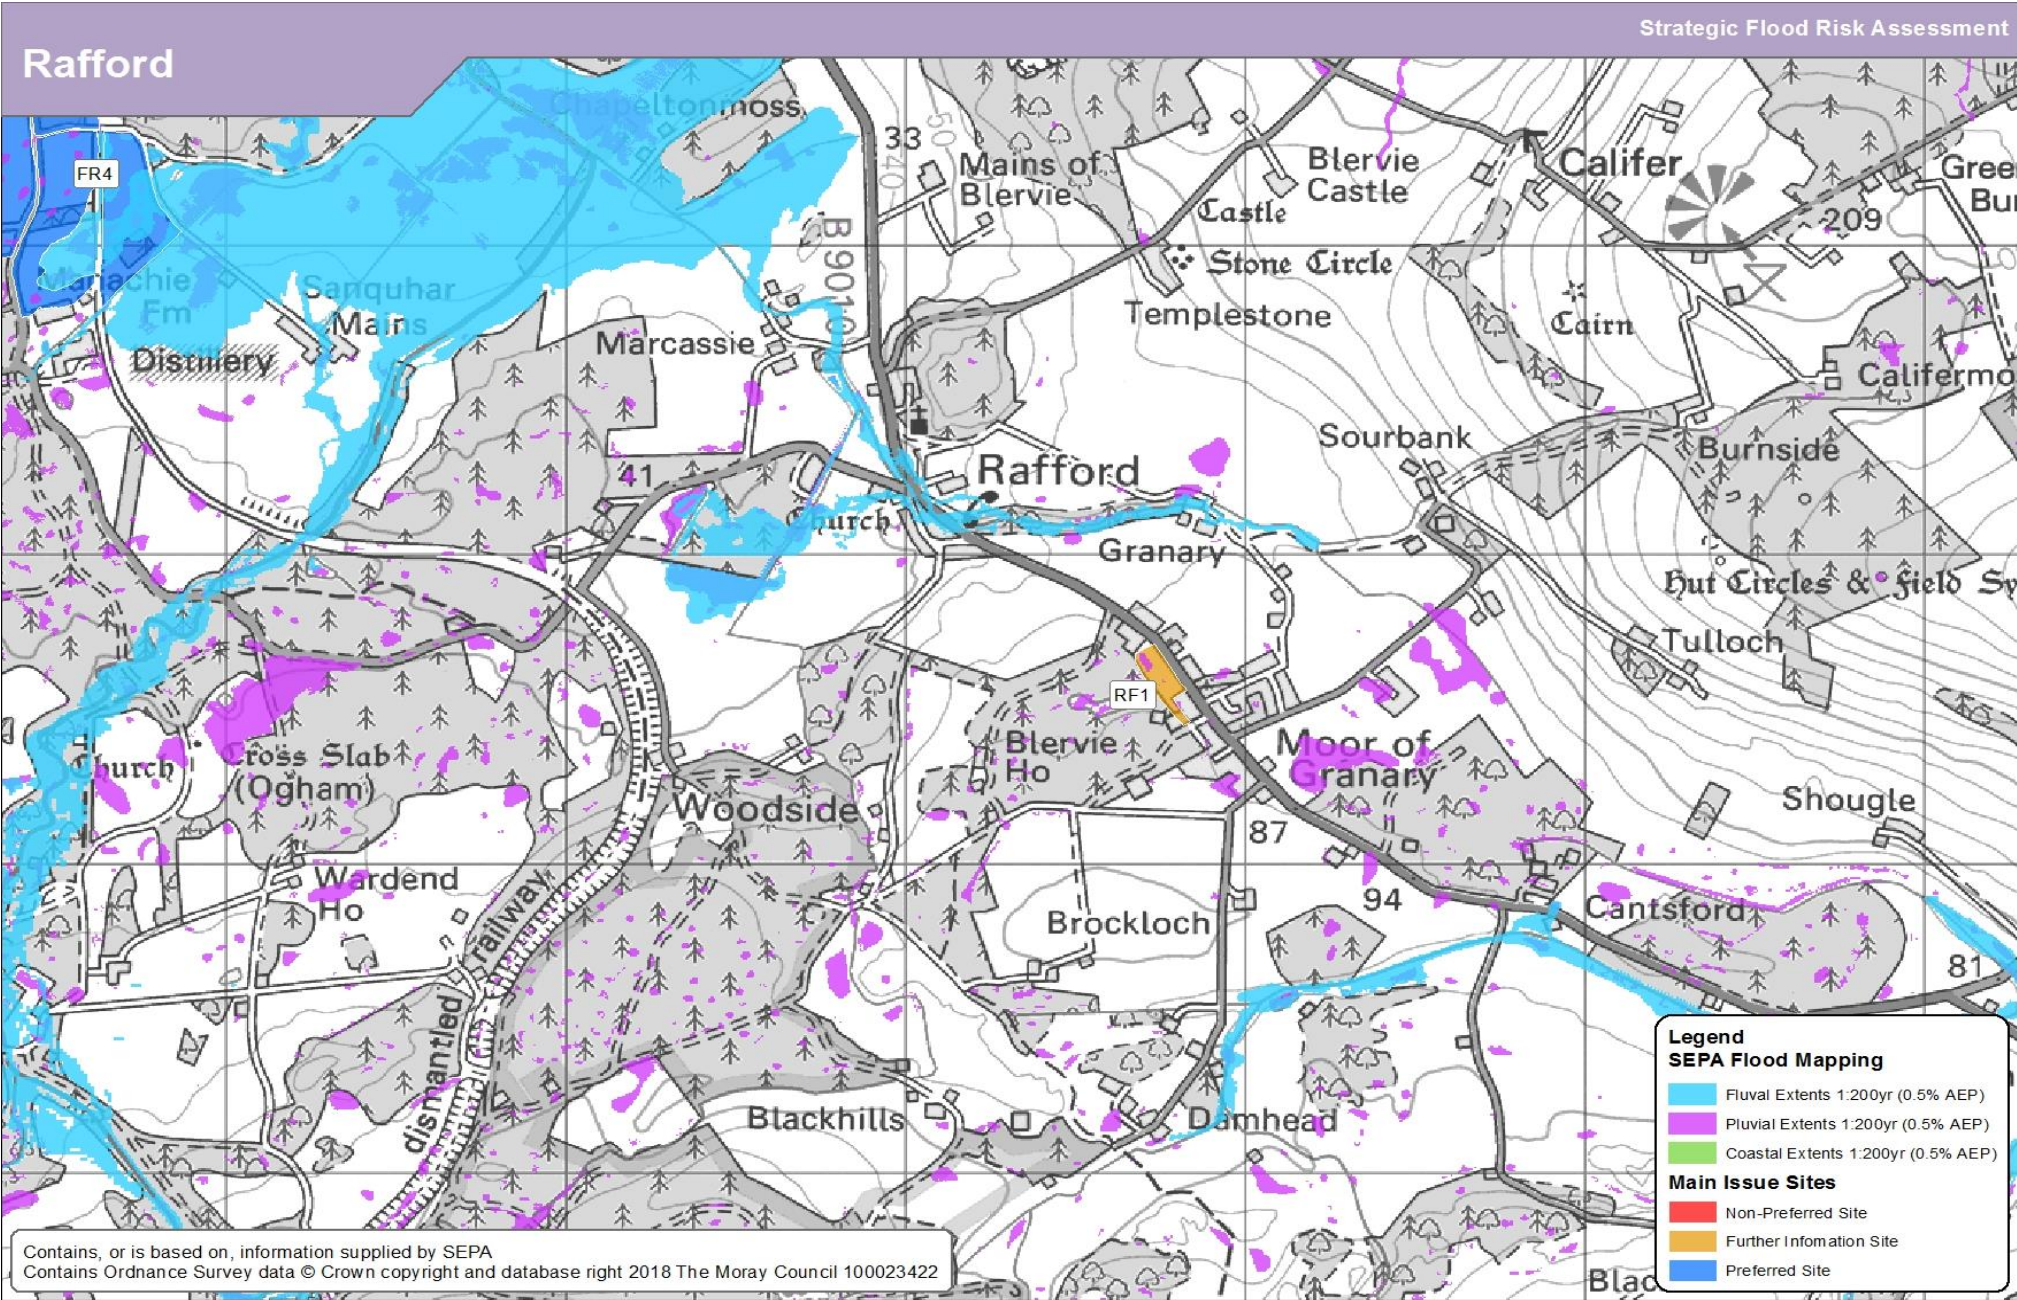 Strategic Flood Risk Assessment
Rafford
Chapeltonmoss
33
50
40
Mains of
Blervie
Blervie
Castle
Califer
FR4
Castle
209
B 9010
Stone Circle
Mariachie
Fm
Sanquhar
Mains
Templestone
Cairn
Distillery
Marcassie
Califermo
Sourbank
Burnside
41
Rafford
Church
Granary
Hut Circles & Field Sy
Tulloch
RF1
Blervie
Ho
Moor of
Granary
Church
Cross Slab
(Ogham)
Woodside
Shougle
87
Wardend
Ho
94
Cantsford
Brockloch
railway
81
dismantled
Blackhills
Damhead
Blac
Legend
SEPA Flood Mapping
Fluval Extents 1:200yr (0.5% AEP)
Pluvial Extents 1:200yr (0.5% AEP)
Coastal Extents 1:200yr (0.5% AEP)
Main Issue Sites
Non-Preferred Site
Further Infomation Site
Preferred Site
Contains, or is based on, information supplied by SEPA
Contains Ordnance Survey data © Crown copyright and database right 2018 The Moray Council 100023422